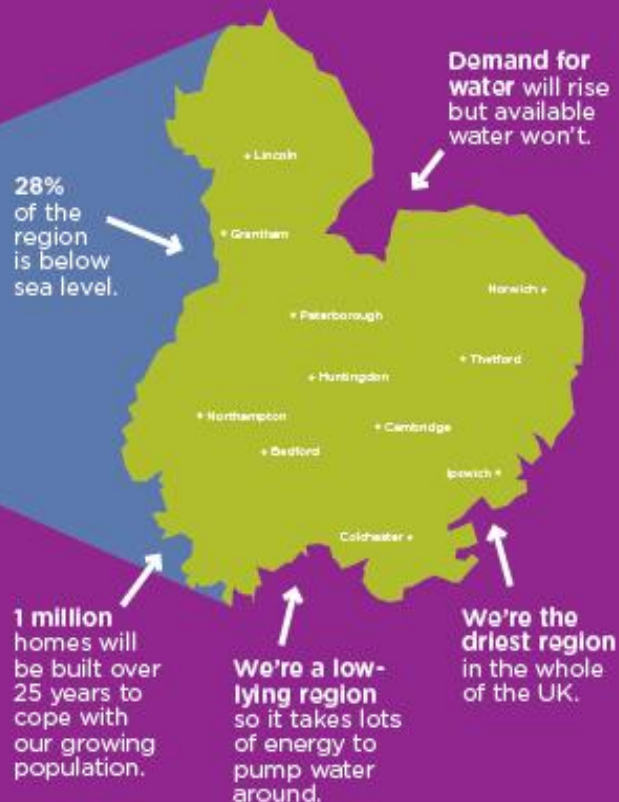 Demand for
water will rise
but available
water won't.
28%
of the
region
is below
sea level.
Lincoln
Grantham
Norwich
Peterborough
Thetford
Huntingdon
Northampton
Cambridge
Bedford
Ipswich
Colchester
1 million
homes will
be built over
25 years to
cope with
our growing
population.
We're a low-
lying region
so it takes lots
of energy to
pump water
around.
We're the
driest region
in the whole
of the UK.